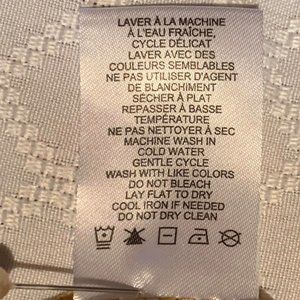 LAVER À LA MACHINE
À L'EAU FRAÎCHE,
CYCLE DÉLICAT
LAVER AVEC DES
COULEURS SEMBLABLES
NE PAS UTILISER D'AGENT
DE BLANCHIMENT
SÉCHER À PLAT
REPASSER À BASSE
TEMPÉRATURE
NE PAS NETTOYER À SEC
MACHINE WASH IN
COLD WATER
GENTLE CYCLE
WASH WITH LIKE COLORS
DO NOT BLEACH
LAY FLAT TO DRY
COOL IRON IF NEEDED
DO NOT DRY CLEAN